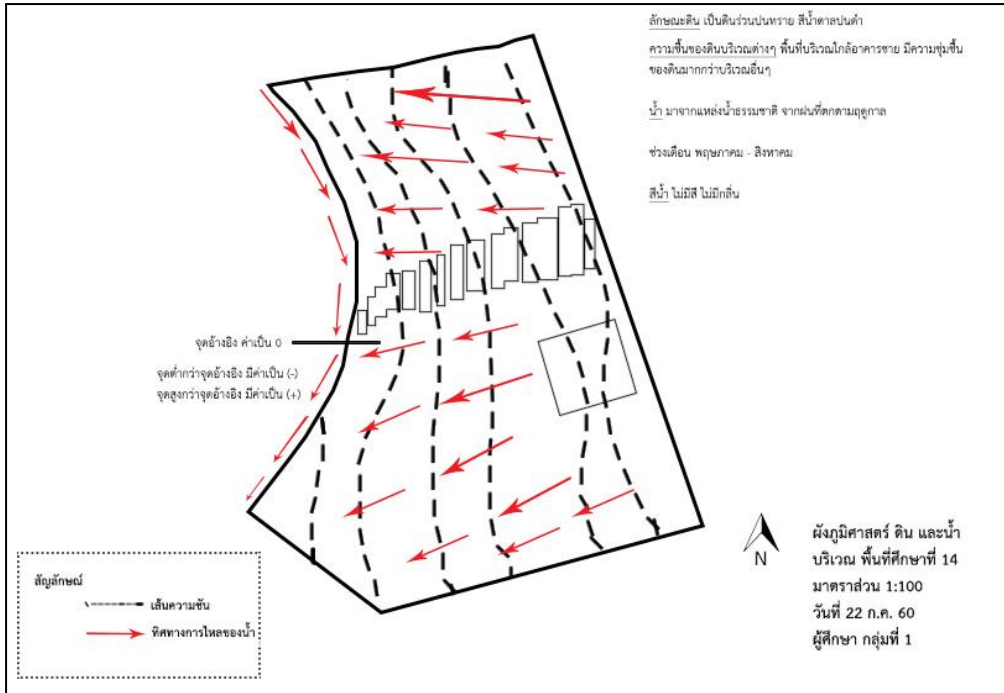 ลักษณะดิน เป็นดินร่วนปนทราย สีน้ำตาลปนดำ
ความชื้นของดินบริเวณต่างๆ พื้นที่บริเวณใกล้อาคารชาย มีความชุ่มชื้น
ของดินมากกว่าบริเวณอื่นๆ
น้ำ มาจากแหล่งน้ำธรรมชาติ จากฝนที่ตกตามฤดูกาล
ช่วงเดือน พฤษภาคม - สิงหาคม
สีน้ำ ไม่มีสี ไม่มีกลิ่น
จุดอ้างอิง ค่าเป็น 0
จุดต่ำกว่าจุดอ้างอิง มีค่าเป็น (-)
จุดสูงกว่าจุดอ้างอิง มีค่าเป็น (+)
N
ผังภูมิศาสตร์ ดิน และน้ำ
บริเวณ พื้นที่ศึกษาที่ 14
มาตราส่วน 1:100
วันที่ 22 ก.ค. 60
ผู้ศึกษา กลุ่มที่ 1
สัญลักษณ์
เส้นความชัน
ทิศทางการไหลของน้ำ